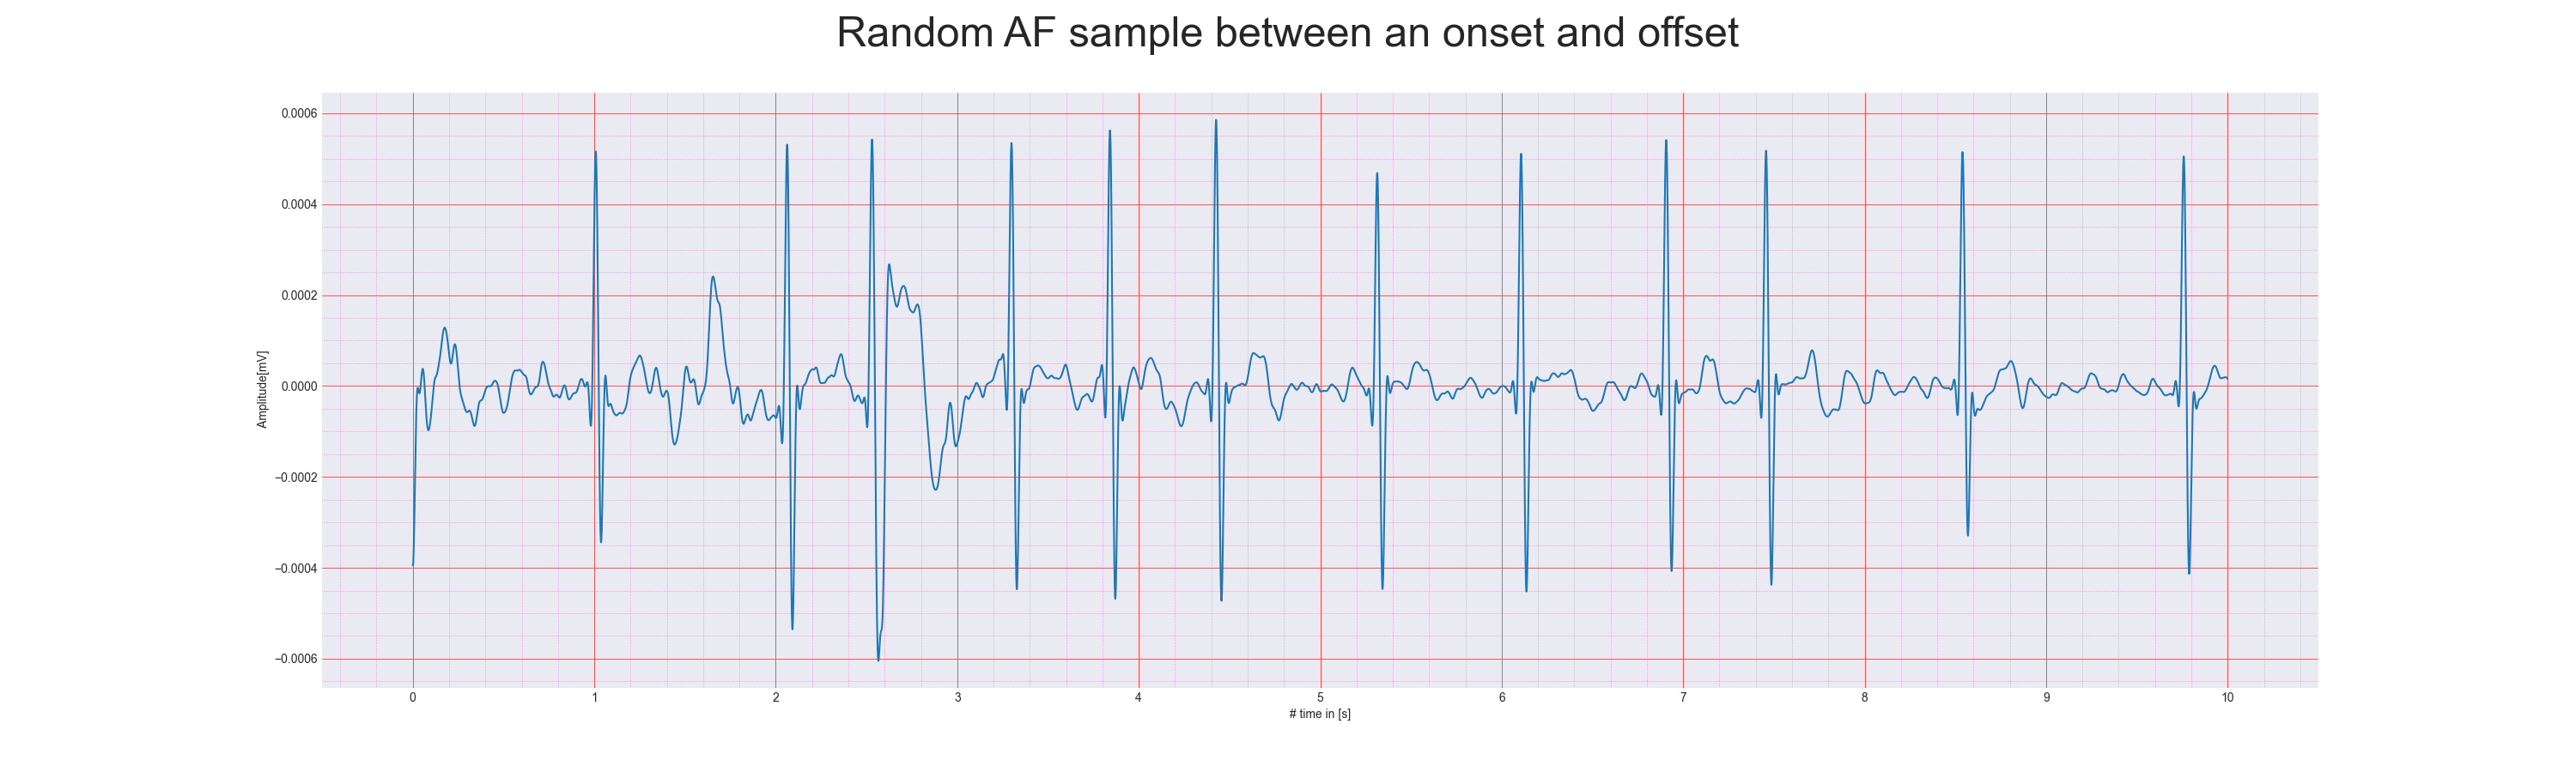 Random AF sample between an onset and offset
0.0006
0.0004
0.0002
0.0000
−0.0002
−0.0004
−0.0006
Amplitude[mV]
0 1 2 3 4 5 6 7 8 9 10
# time in [s]